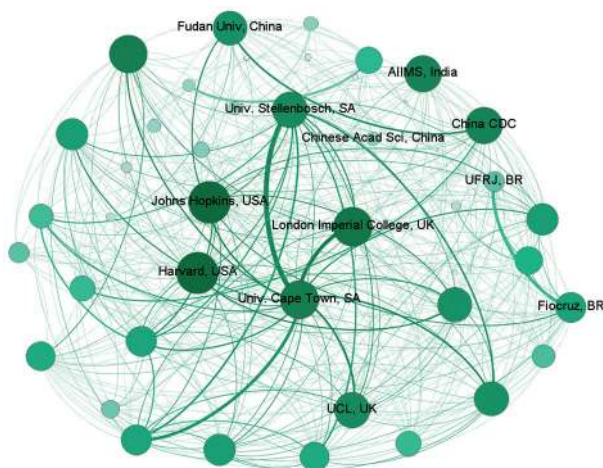 Fudan Univ, China
AIIMS, India
Univ. Stellenbosch, SA
China CDC
Chinese Acad Sci, China
UFRJ, BR
Johns Hopkins, USA
London Imperial College, UK
Harvard, USA
Univ. Cape Town, SA
Fiocruz, BR
UCL, UK